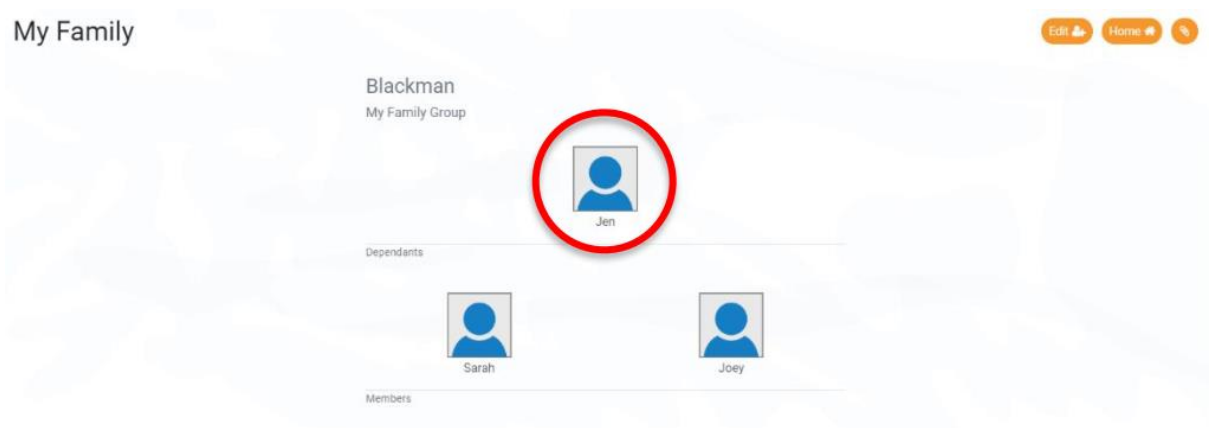 My Family
Edit Home
Blackman
My Family Group
Jen
Dependants
Sarah Joey
Members